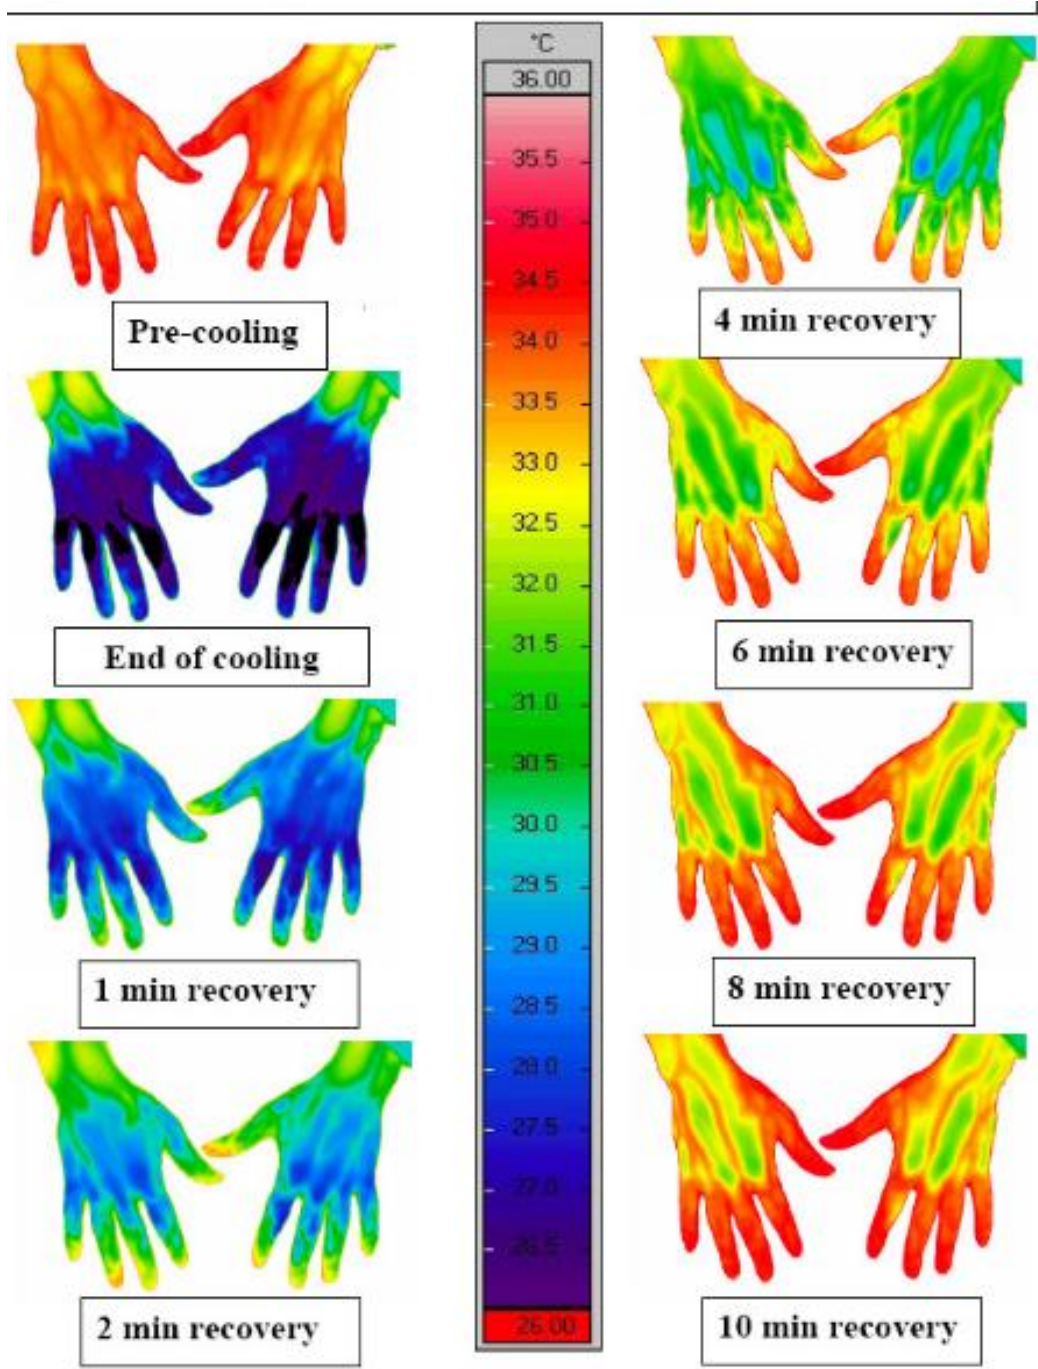 Pre-cooling
End of cooling
1 min recovery
2 min recovery
°C
36.00
35.5
35.0
34.5
34.0
33.5
33.0
32.5
32.0
31.5
31.0
30.5
30.0
29.5
29.0
28.5
28.0
27.5
27.0
26.5
26.00
4 min recovery
6 min recovery
8 min recovery
10 min recovery